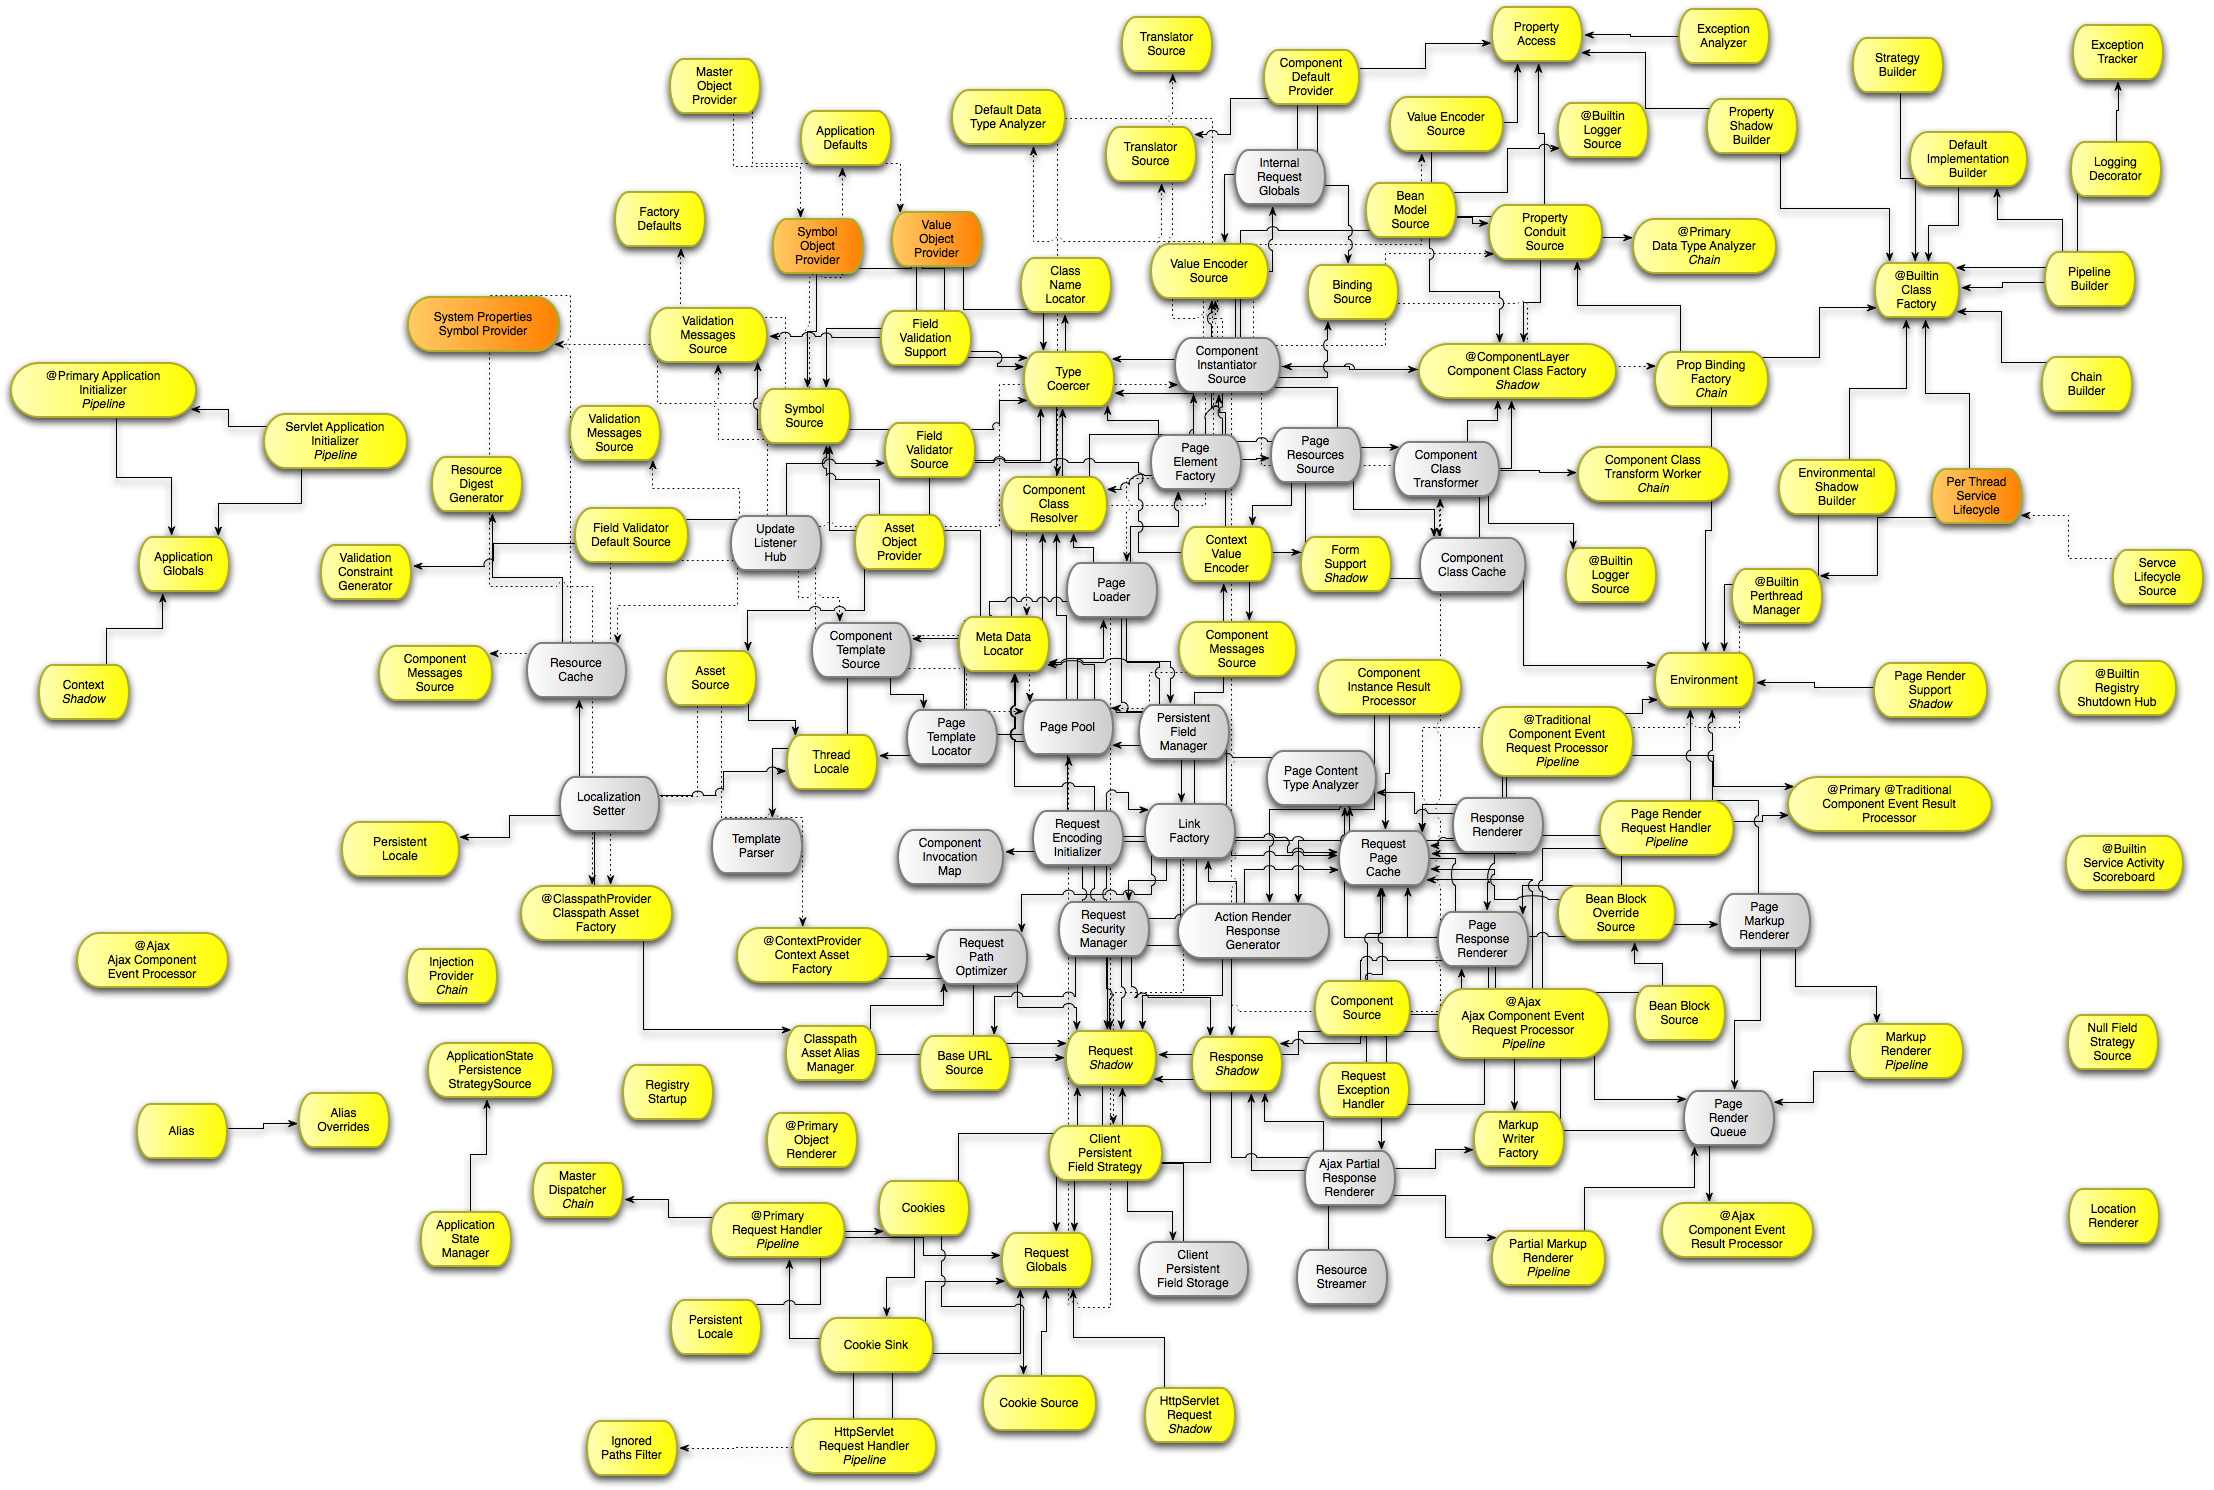 Translator
Source
Property
Access
Exception
Analyzer
Strategy
Builder
Exception
Tracker
Master
Object
Provider
Component
Default
Provider
Default Data
Type Analyzer
Application
Defaults
Value Encoder
Source
@Builtin
Logger
Source
Property
Shadow
Builder
Translator
Source
Default
Implementation
Builder
Logging
Decorator
Internal
Request
Globals
Factory
Defaults
Bean
Model
Source
Symbol
Object
Provider
Value
Object
Provider
Property
Conduit
Source
@Primary
Data Type Analyzer
Chain
Value Encoder
Source
Class
Name
Locator
Binding
Source
@Builtin
Class
Factory
Pipeline
Builder
System Properties
Symbol Provider
Validation
Messages
Source
Field
Validation
Support
Type
Coercer
Component
Instantiator
Source
@ComponentLayer
Component Class Factory
Shadow
Prop Binding
Factory
Chain
Chain
Builder
@Primary Application
Initializer
Pipeline
Servlet Application
Initializer
Pipeline
Validation
Messages
Source
Symbol
Source
Field
Validator
Source
Page
Element
Factory
Page
Resources
Source
Component
Class
Transformer
Component Class
Transform Worker
Chain
Environmental
Shadow
Builder
Per Thread
Service
Lifecycle
Resource
Digest
Generator
Component
Class
Resolver
Field Validator
Default Source
Update
Listener
Hub
Asset
Object
Provider
Context
Value
Encoder
Form
Support
Shadow
Component
Class Cache
@Builtin
Logger
Source
@Builtin
Perthread
Manager
Servce
Lifecycle
Source
Application
Globals
Validation
Constraint
Generator
Page
Loader
Component
Template
Source
Meta Data
Locator
Component
Messages
Source
Context
Shadow
Component
Messages
Source
Resource
Cache
Asset
Source
Component
Instance Result
Processor
Environment
Page Render
Support
Shadow
@Builtin
Registry
Shutdown Hub
Page
Template
Locator
Page Pool
Persistent
Field
Manager
@Traditional
Component Event
Request Processor
Pipeline
Thread
Locale
Page Content
Type Analyzer
Localization
Setter
@Primary @Traditional
Component Event Result
Processor
Persistent
Locale
Template
Parser
Component
Invocation
Map
Request
Encoding
Initializer
Link
Factory
Request
Page
Cache
Response
Renderer
Page Render
Request Handler
Pipeline
@Builtin
Service Activity
Scoreboard
@ClasspathProvider
Classpath Asset
Factory
Request
Security
Manager
Action Render
Response
Generator
Page
Response
Renderer
Bean Block
Override
Source
Page
Markup
Renderer
@Ajax
Ajax Component
Event Processor
Injection
Provider
Chain
@ContextProvider
Context Asset
Factory
Request
Path
Optimizer
Component
Source
@Ajax
Ajax Component Event
Request Processor
Pipeline
Bean Block
Source
Null Field
Strategy
Source
Classpath
Asset Alias
Manager
Base URL
Source
Request
Shadow
Response
Shadow
Markup
Renderer
Pipeline
ApplicationState
Persistence
StrategySource
Registry
Startup
Request
Exception
Handler
Page
Render
Queue
Alias
Alias
Overrides
@Primary
Object
Renderer
Client
Persistent
Field Strategy
Markup
Writer
Factory
Master
Dispatcher
Chain
Ajax Partial
Response
Renderer
Application
State
Manager
@Primary
Request Handler
Pipeline
Cookies
Location
Renderer
@Ajax
Component Event
Result Processor
Request
Globals
Client
Persistent
Field Storage
Resource
Streamer
Partial Markup
Renderer
Pipeline
Persistent
Locale
Cookie Sink
Cookie Source
HttpServlet
Request
Shadow
Ignored
Paths Filter
HttpServlet
Request Handler
Pipeline